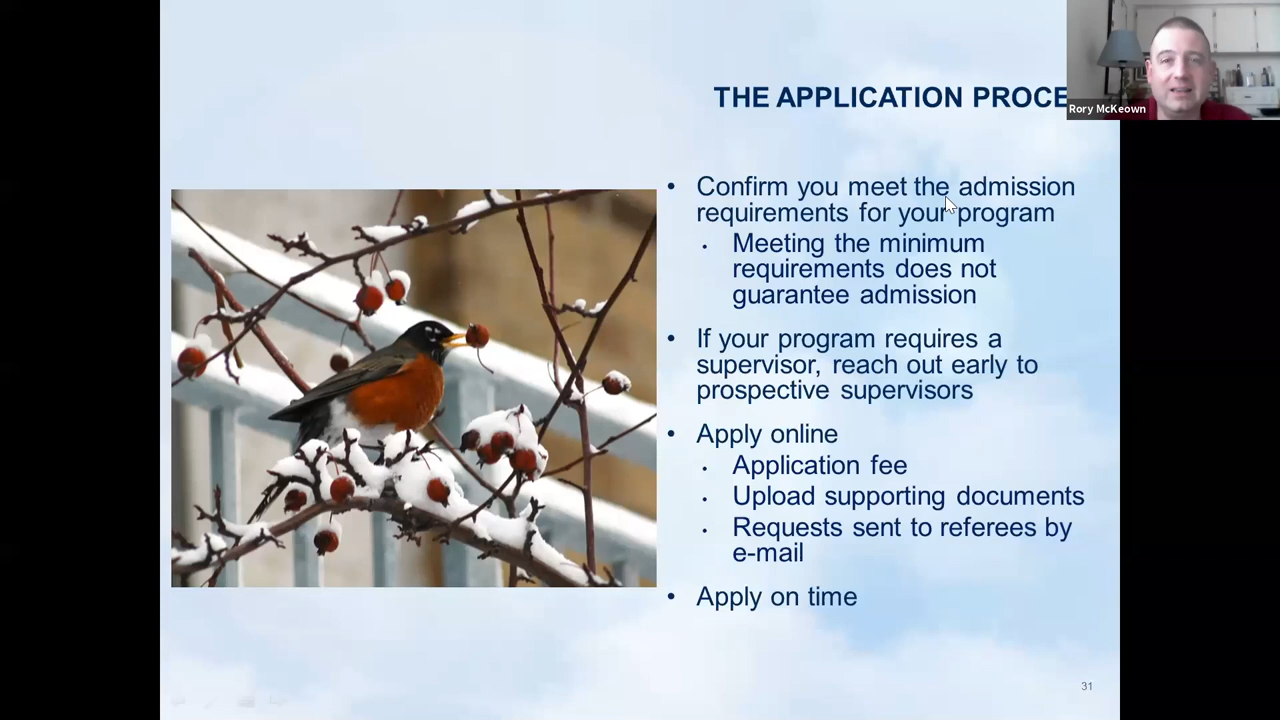 THE APPLICATION PROCE
Rory McKeown
• Confirm you meet the admission
requirements for your program
• Meeting the minimum
requirements does not
guarantee admission
• If your program requires a
supervisor, reach out early to
prospective supervisors
• Apply online
• Application fee
• Upload supporting documents
• Requests sent to referees by
e-mail
• Apply on time
31